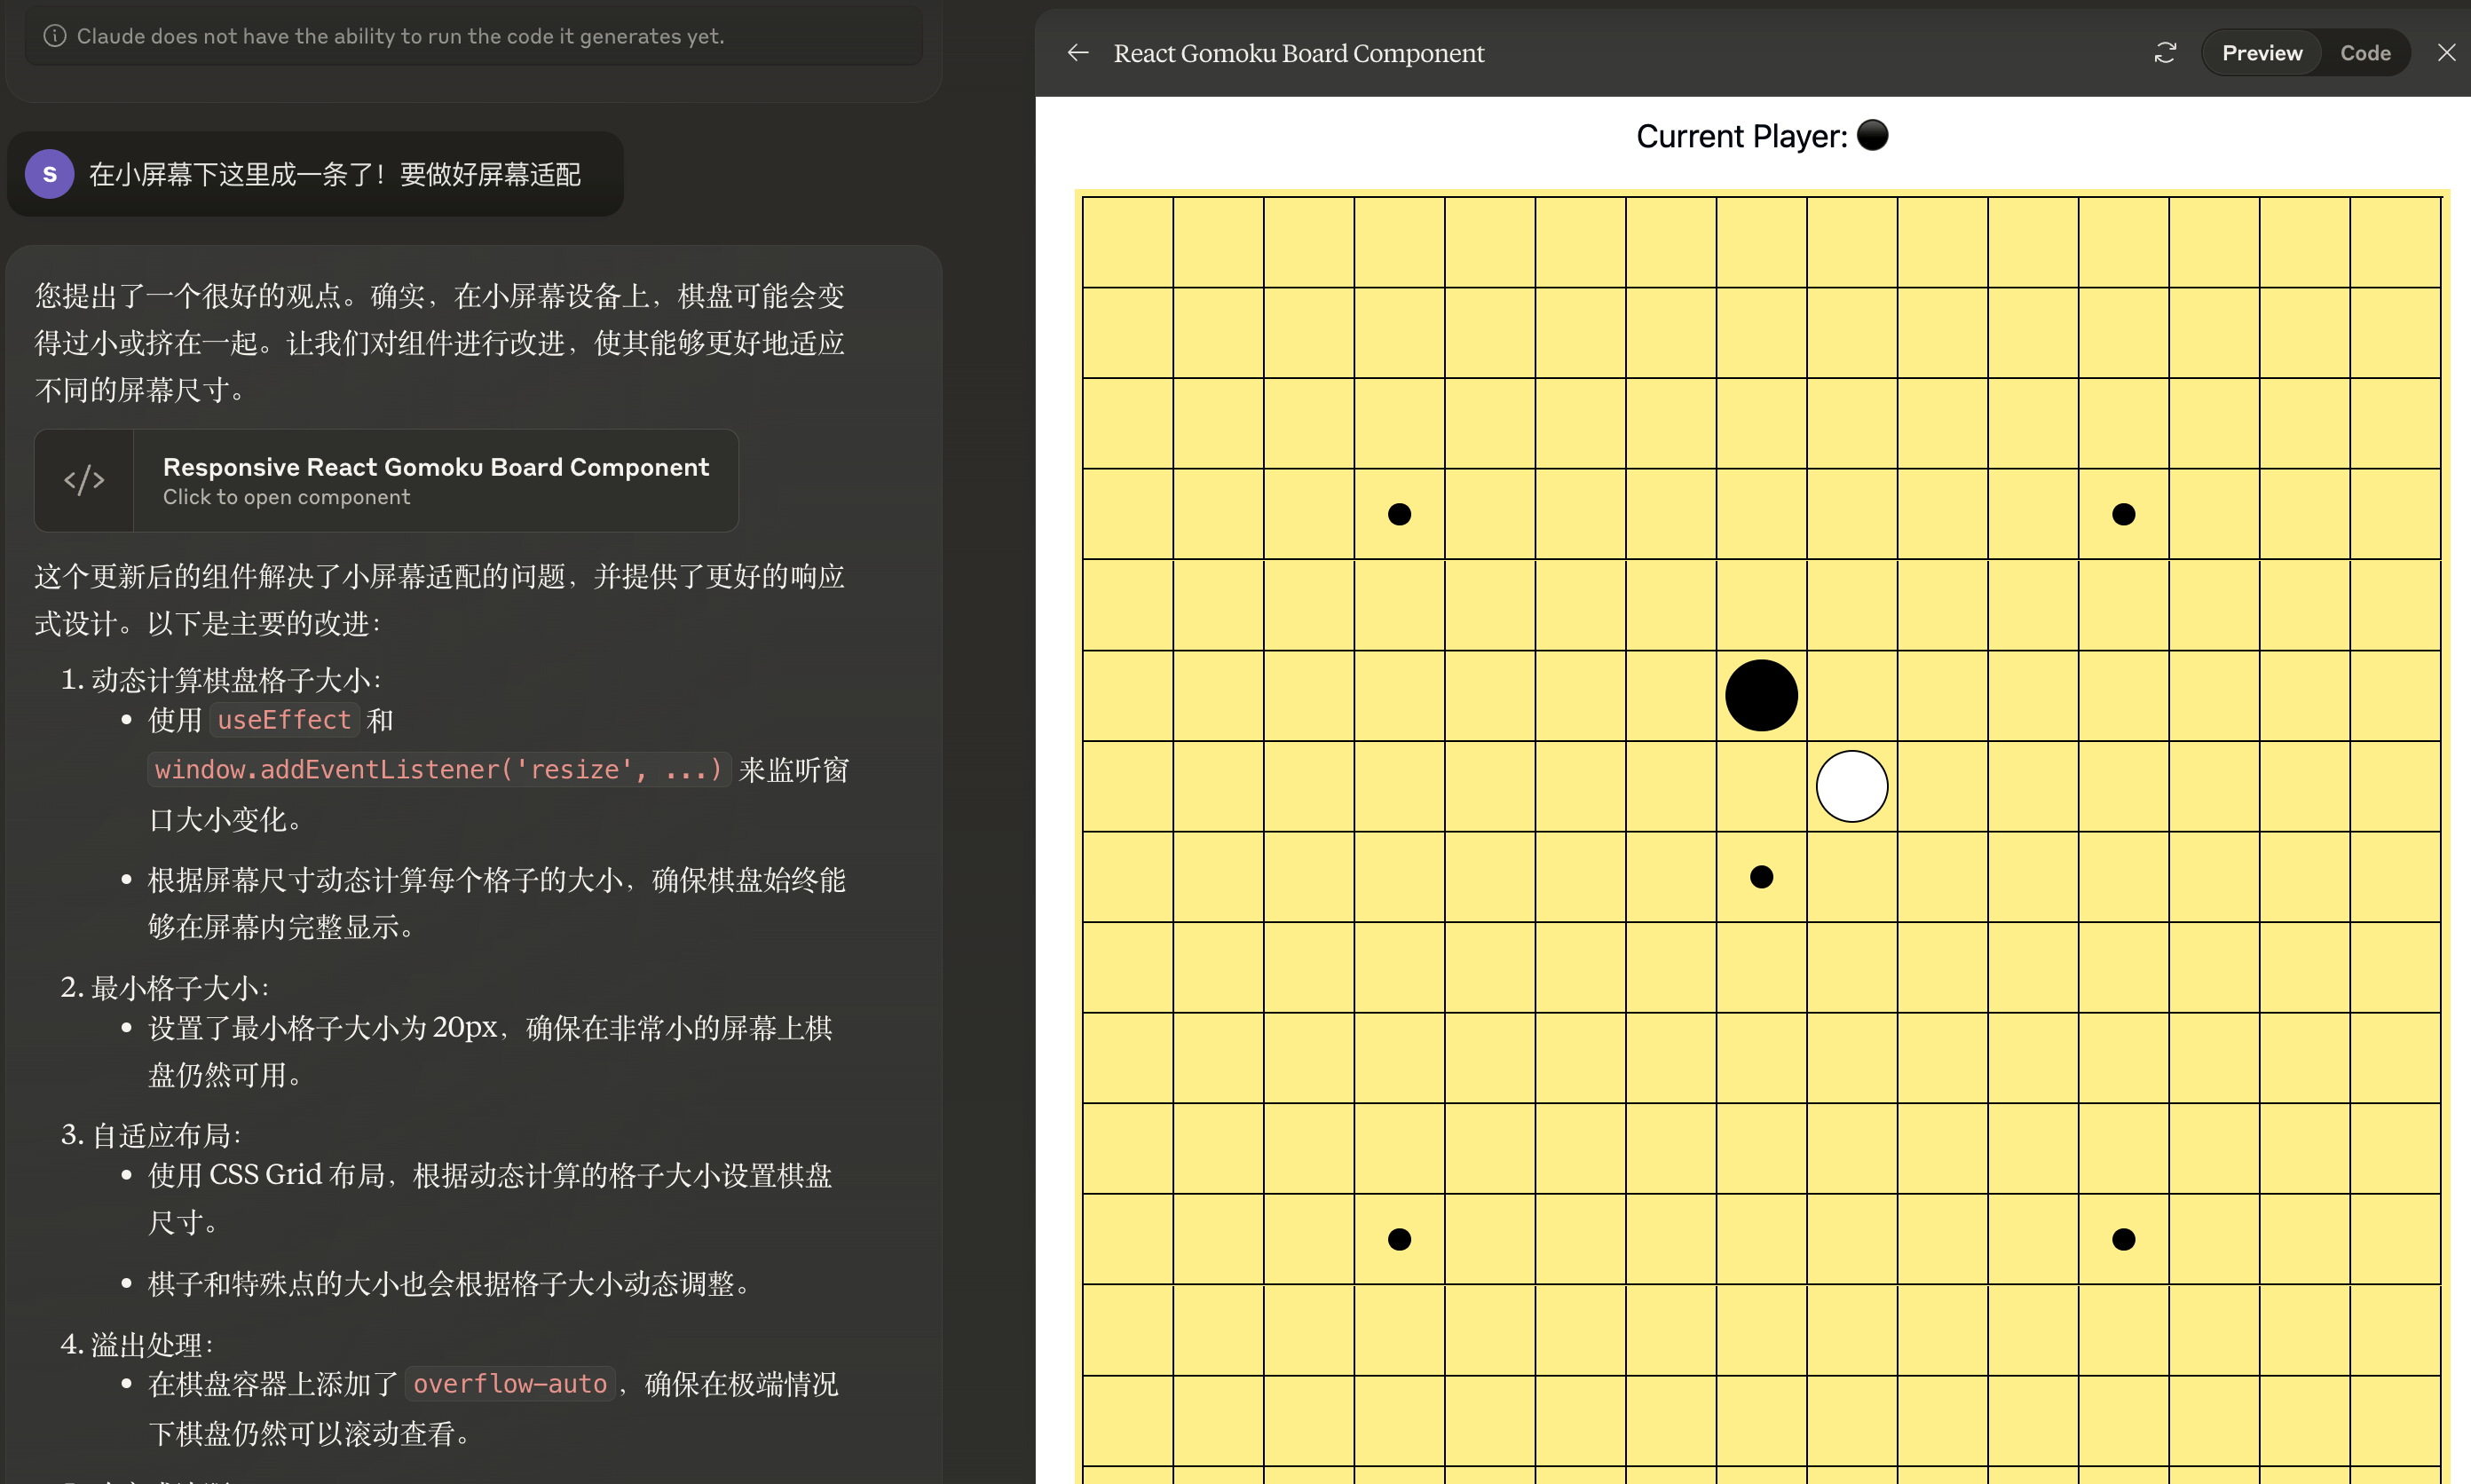 Claude does not have the ability to run the code it generates yet.
S
在小屏幕下这里成一条了！要做好屏幕适配
您提出了一个很好的观点。确实，在小屏幕设备上，棋盘可能会变
得过小或挤在一起。让我们对组件进行改进，使其能够更好地适应
不同的屏幕尺寸。
</>
Responsive React Gomoku Board Component
Click to open component
这个更新后的组件解决了小屏幕适配的问题，并提供了更好的响应
式设计。以下是主要的改进：
1. 动态计算棋盘格子大小：
• 使用 useEffect 和
window.addEventListener('resize', ...) 来监听窗
口大小变化。
• 根据屏幕尺寸动态计算每个格子的大小，确保棋盘始终能
够在屏幕内完整显示。
2. 最小格子大小：
• 设置了最小格子大小为 20px，确保在非常小的屏幕上棋
盘仍然可用。
3. 自适应布局：
• 使用 CSS Grid 布局，根据动态计算的格子大小设置棋盘
尺寸。
• 棋子和特殊点的大小也会根据格子大小动态调整。
4. 溢出处理：
• 在棋盘容器上添加了 overflow-auto，确保在极端情况
下棋盘仍然可以滚动查看。
React Gomoku Board Component
Preview
Code
Current Player: